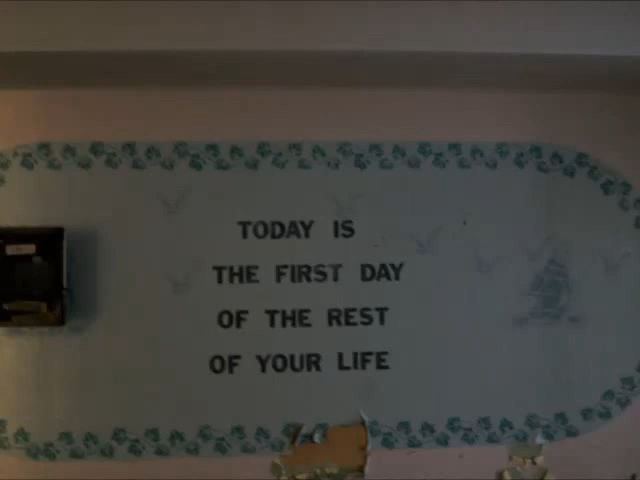 TODAY IS
THE FIRST DAY
OF THE REST
OF YOUR LIFE